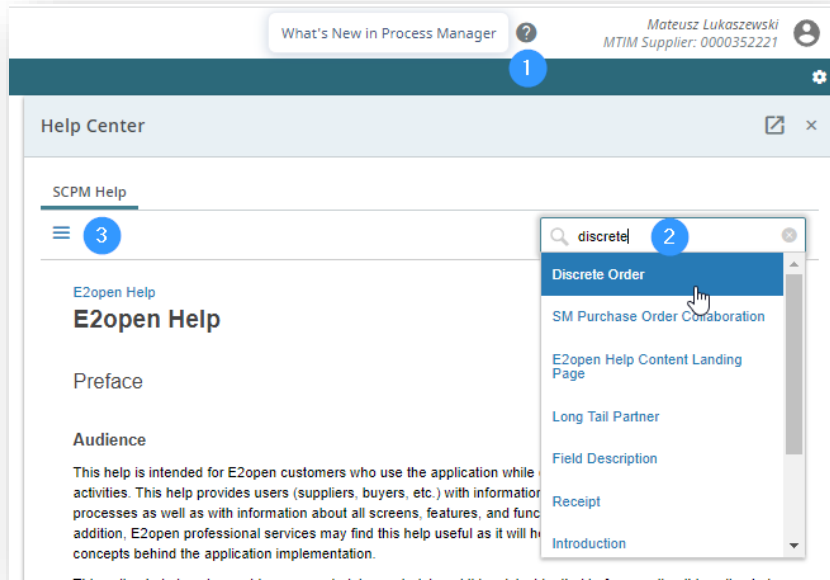 What's New in Process Manager
Mateusz Lukaszewski
MTIM Supplier: 0000352221
1
Help Center
SCPM Help
3
discrete
2
Discrete Order
SM Purchase Order Collaboration
E2open Help Content Landing
Page
Long Tail Partner
Field Description
Receipt
Introduction
E2open Help
E2open Help
Preface
Audience
This help is intended for E2open customers who use the application while
activities. This help provides users (suppliers, buyers, etc.) with information
processes as well as with information about all screens, features, and
addition, E2open professional services may find this help useful as it will
concepts behind the application implementation.